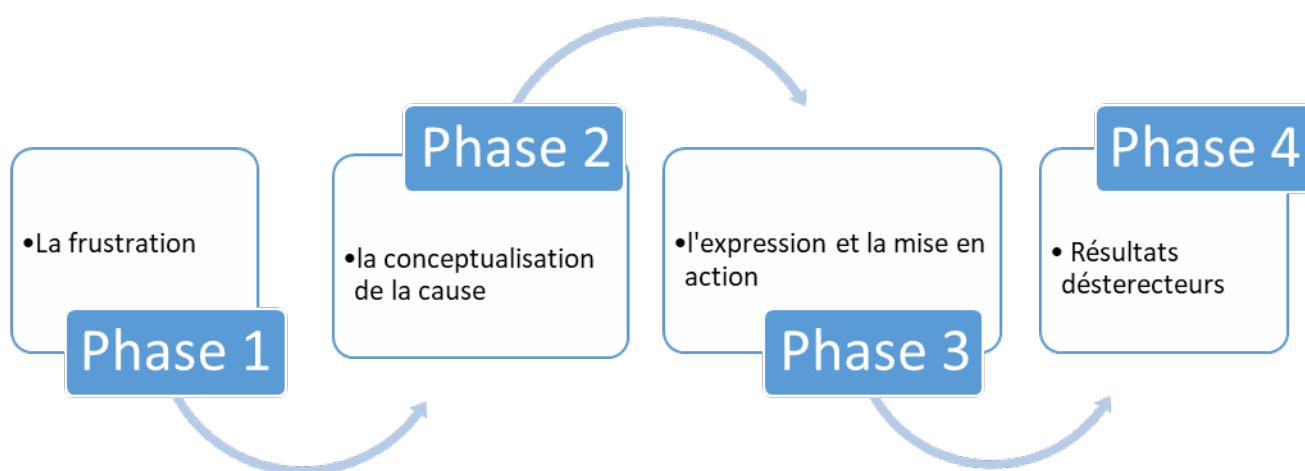 •La frustration
Phase 1
Phase 2
•la conceptualisation
de la cause
•l'expression et la mise en
action
Phase 3
Phase 4
• Résultats
désterecteurs